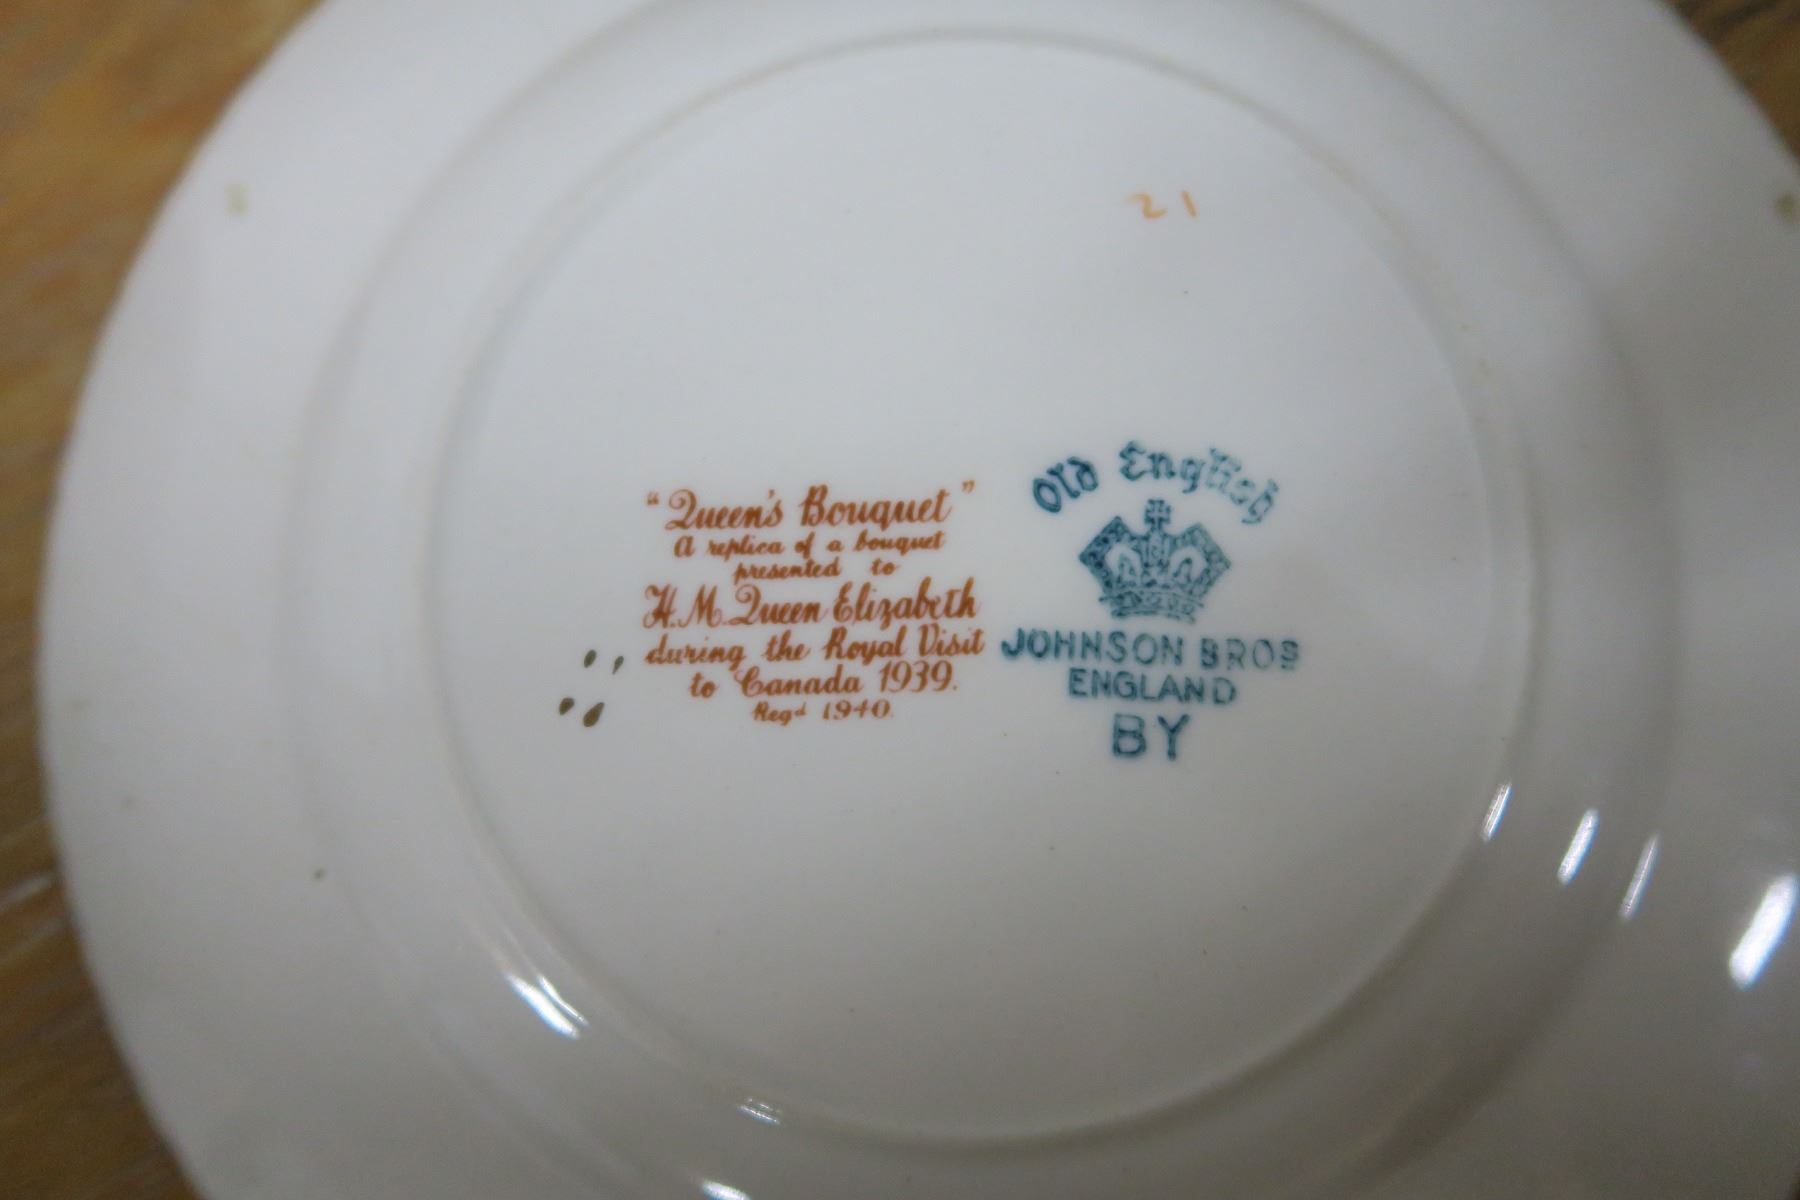 21
"Queen's Bouquet"
A replica of a bouquet
presented to
H.M. Queen Elizabeth
during the Royal Visit
to Canada 1939.
Regd 1940.
Old English
JOHNSON BROS
ENGLAND
BY